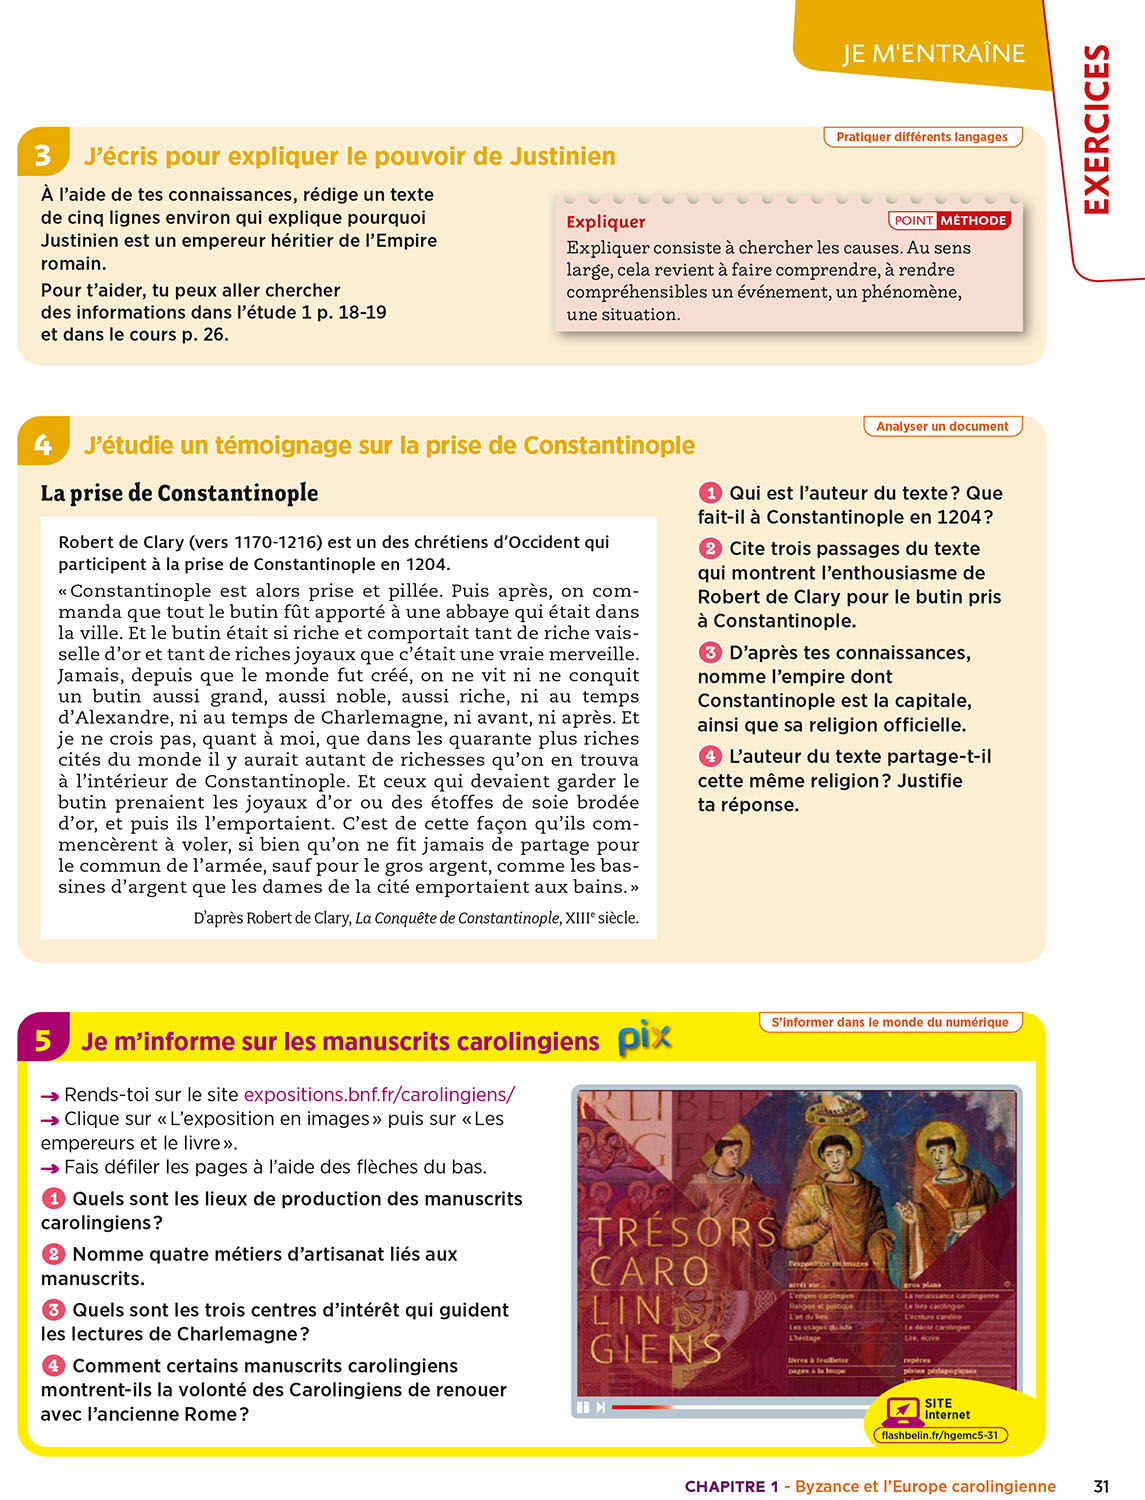 JE M'ENTRAÎNE
EXERCICES
3 J'écris pour expliquer le pouvoir de Justinien
Pratiquer différents langages
À l'aide de tes connaissances, rédige un texte
de cinq lignes environ qui explique pourquoi
Justinien est un empereur héritier de l'Empire
romain.
Pour t'aider, tu peux aller chercher
des informations dans l'étude 1 p. 18-19
et dans le cours p. 26.
Expliquer
POINT MÉTHODE
Expliquer consiste à chercher les causes. Au sens
large, cela revient à faire comprendre, à rendre
compréhensibles un événement, un phénomène,
une situation.
4 J'étudie un témoignage sur la prise de Constantinople
Analyser un document
La prise de Constantinople
Robert de Clary (vers 1170-1216) est un des chrétiens d'Occident qui
participent à la prise de Constantinople en 1204.
« Constantinople est alors prise et pillée. Puis après, on com-
manda que tout le butin fût apporté à une abbaye qui était dans
la ville. Et le butin était si riche et comportait tant de riche vais-
selle d'or et tant de riches joyaux que c'était une vraie merveille.
Jamais, depuis que le monde fut créé, on ne vit ni ne conquit
un butin aussi grand, aussi noble, aussi riche, ni au temps
d'Alexandre, ni au temps de Charlemagne, ni avant, ni après. Et
je ne crois pas, quant à moi, que dans les quarante plus riches
cités du monde il y aurait autant de richesses qu'on en trouva
à l'intérieur de Constantinople. Et ceux qui devaient garder le
butin prenaient les joyaux d'or ou des étoffes de soie brodée
d'or, et puis ils l'emportaient. C'est de cette façon qu'ils com-
mencèrent à voler, si bien qu'on ne fit jamais de partage pour
le commun de l'armée, sauf pour le gros argent, comme les bas-
sines d'argent que les dames de la cité emportaient aux bains. »
D'après Robert de Clary, La Conquête de Constantinople, XIIIe siècle.
1 Qui est l'auteur du texte ? Que
fait-il à Constantinople en 1204 ?
2 Cite trois passages du texte
qui montrent l'enthousiasme de
Robert de Clary pour le butin pris
à Constantinople.
3 D'après tes connaissances,
nomme l'empire dont
Constantinople est la capitale,
ainsi que sa religion officielle.
4 L'auteur du texte partage-t-il
cette même religion ? Justifie
ta réponse.
5 Je m'informe sur les manuscrits carolingiens pix
S'informer dans le monde du numérique
→ Rends-toi sur le site expositions.bnf.fr/carolingiens/
→ Clique sur « L'exposition en images » puis sur « Les
empereurs et le livre ».
→ Fais défiler les pages à l'aide des flèches du bas.
1 Quels sont les lieux de production des manuscrits
carolingiens ?
2 Nomme quatre métiers d'artisanat liés aux
manuscrits.
3 Quels sont les trois centres d'intérêt qui guident
les lectures de Charlemagne ?
4 Comment certains manuscrits carolingiens
montrent-ils la volonté des Carolingiens de renouer
avec l'ancienne Rome ?
TRÉSORS
CARO
LIN
GIENS
l'exposition en images
arrêt sur...
L'empire carolingien
Religion et politique
L'art du livre
Les usages du livre
L'héritage
livres à feuilleter
pages à la loupe
gros plans
La renaissance carolingienne
Le livre carolingien
L'écriture caroline
Le décor carolingien
Lire, écrire
repères
pistes pédagogiques
SITE
Internet
flashbelin.fr/hgemc5-31
CHAPITRE 1 - Byzance et l'Europe carolingienne 31